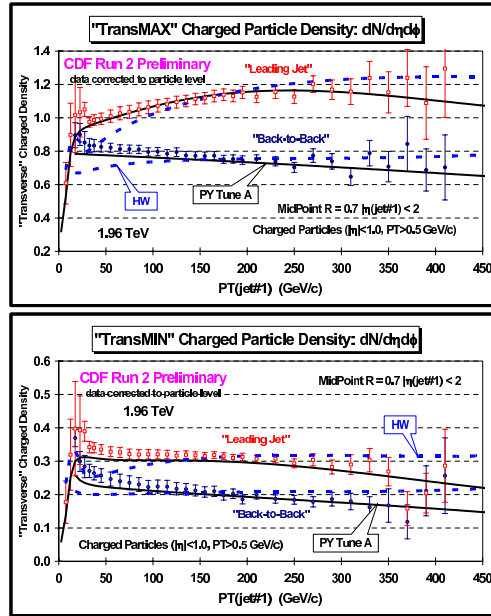 "TransMAX" Charged Particle Density: dN/dηdφ
1.4
1.2
1.0
0.8
0.6
0.4
0.2
"Transverse" Charged Density
CDF Run 2 Preliminary
data corrected to particle level
"Leading Jet"
"Back-to-Back"
HW
PY Tune A
1.96 TeV
MidPoint R = 0.7 |η(jet#1) < 2
Charged Particles (|η|<1.0, PT>0.5 GeV/c)
0 50 100 150 200 250 300 350 400 450
PT(jet#1) (GeV/c)
"TransMIN" Charged Particle Density: dN/dηdφ
0.6
0.5
0.4
0.3
0.2
0.1
0.0
"Transverse" Charged Density
CDF Run 2 Preliminary
data corrected to particle level
1.96 TeV
MidPoint R = 0.7 |η(jet#1) < 2
HW
"Leading Jet"
"Back-to-Back"
PY Tune A
Charged Particles (|η|<1.0, PT>0.5 GeV/c)
0 50 100 150 200 250 300 350 400 450
PT(jet#1) (GeV/c)